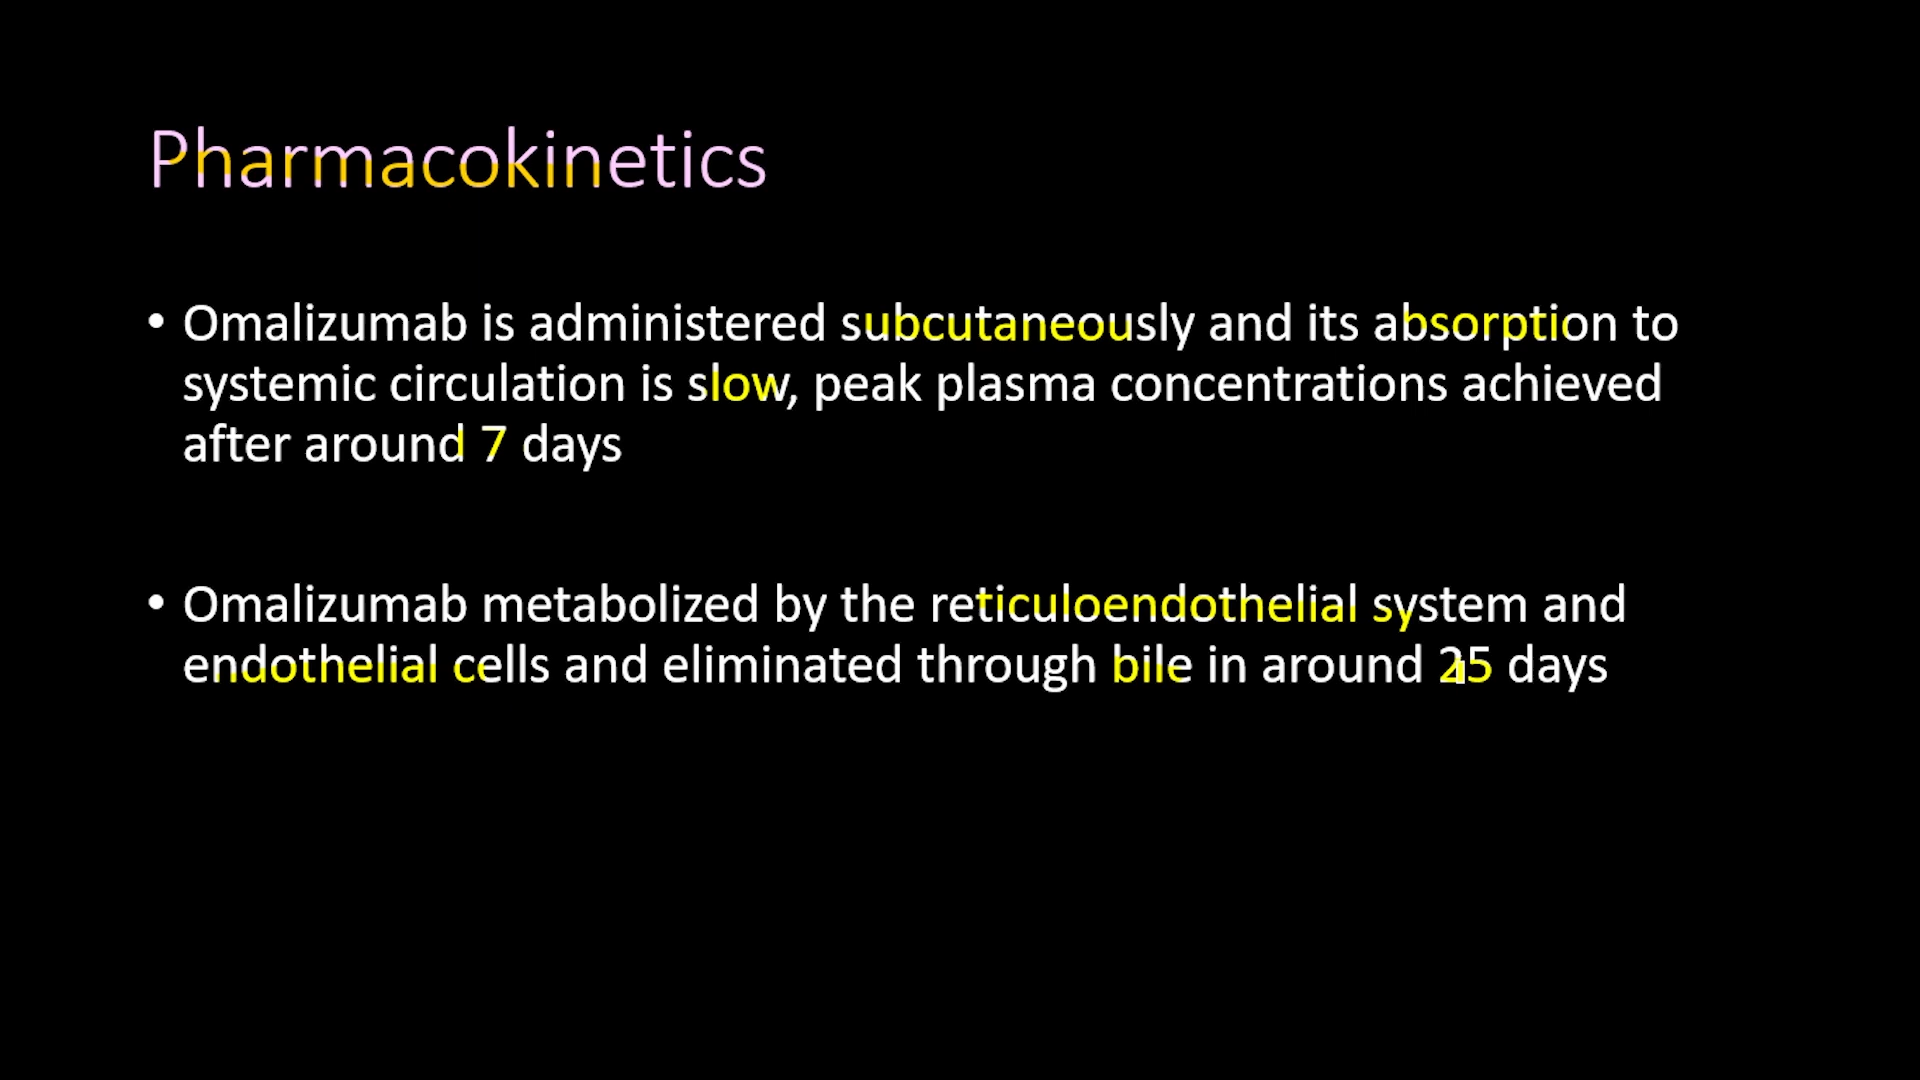 Pharmacokinetics
• Omalizumab is administered subcutaneously and its absorption to
systemic circulation is slow, peak plasma concentrations achieved
after around 7 days
• Omalizumab metabolized by the reticuloendothelial system and
endothelial cells and eliminated through bile in around 25 days